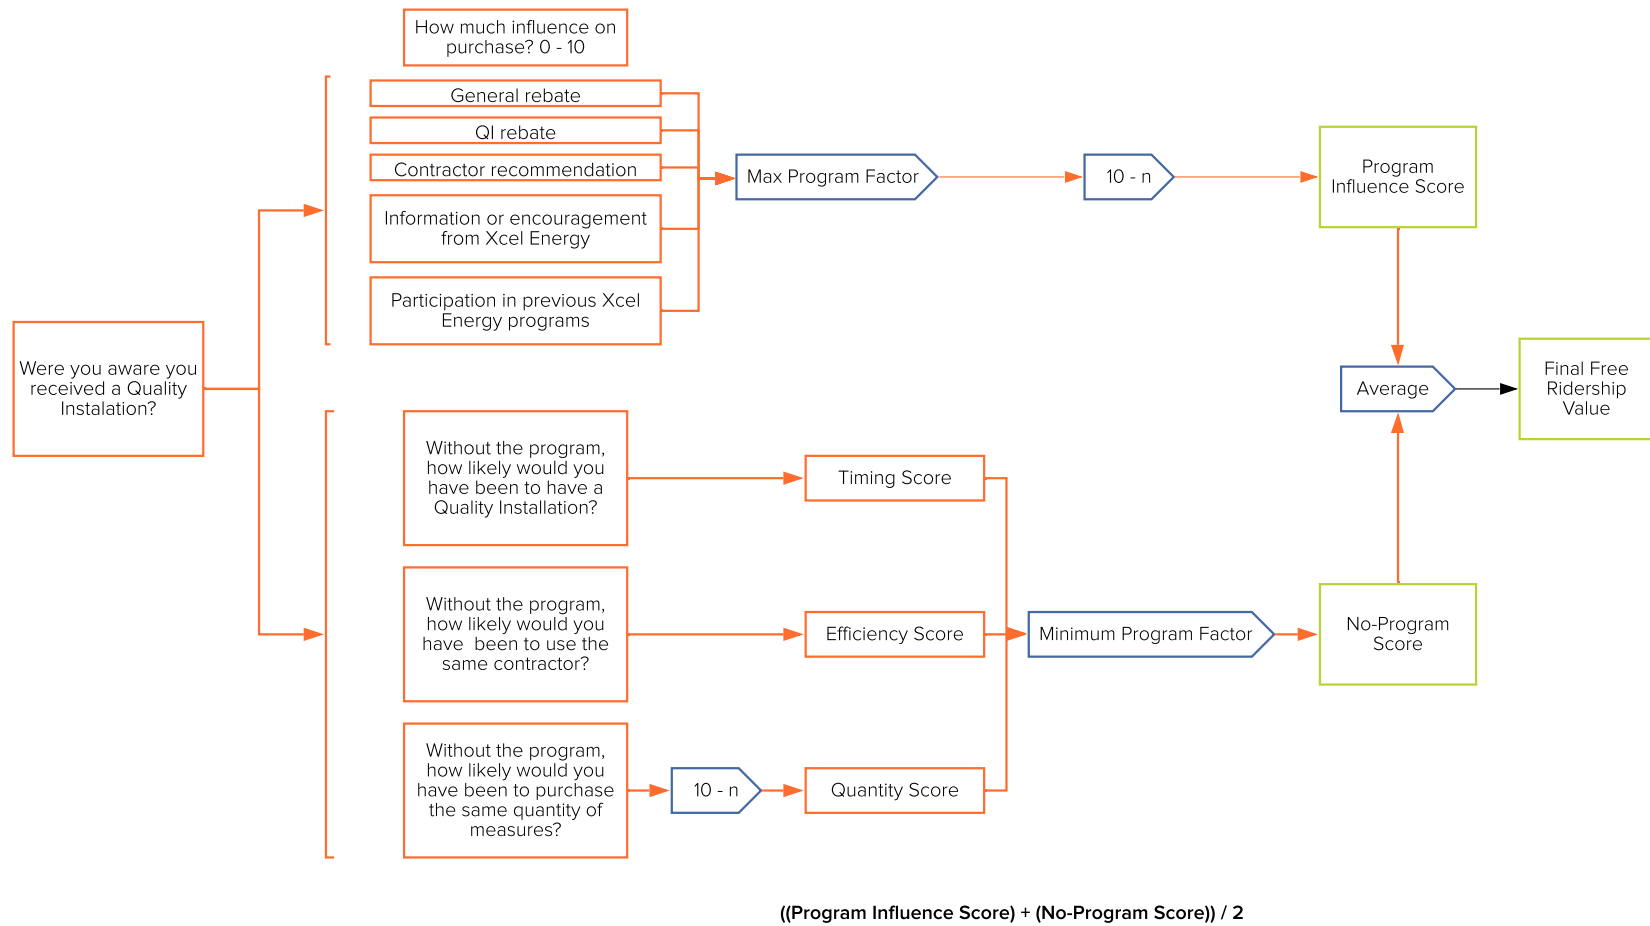 How much influence on
purchase? 0 - 10
General rebate
QI rebate
Contractor recommendation
Information or encouragement
from Xcel Energy
Participation in previous Xcel
Energy programs
Max Program Factor
10 - n
Program
Influence Score
Were you aware you
received a Quality
Instalation?
Average
Final Free
Ridership
Value
Without the program,
how likely would you
have been to have a
Quality Installation?
Timing Score
Without the program,
how likely would you
have  been to use the
same contractor?
Efficiency Score
Minimum Program Factor
No-Program
Score
Without the program,
how likely would you
have been to purchase
the same quantity of
measures?
10 - n
Quantity Score
((Program Influence Score) + (No-Program Score)) / 2